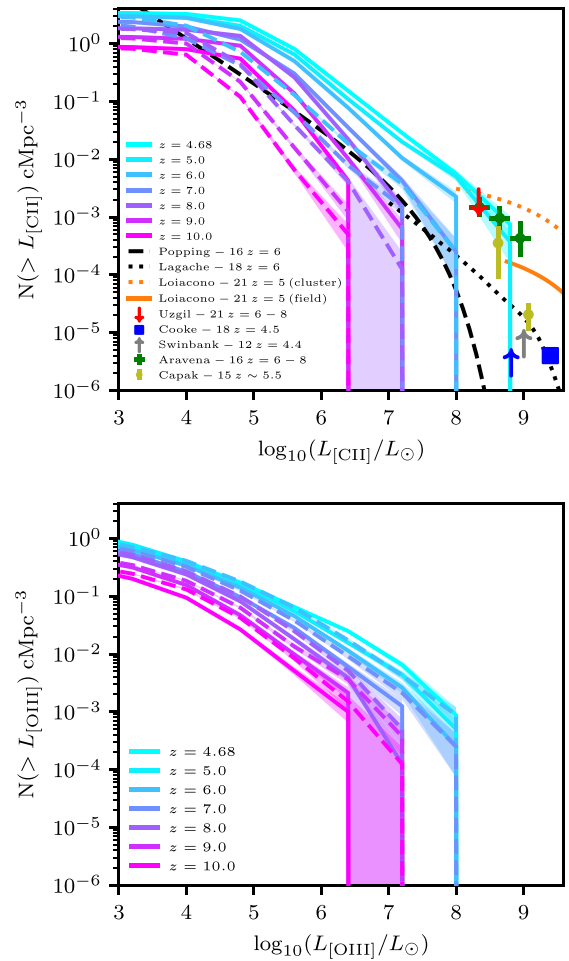 N(> L[CII]) cMpc−3
10^0
10^−1
10^−2
10^−3
10^−4
10^−5
10^−6
z = 4.68
z = 5.0
z = 6.0
z = 7.0
z = 8.0
z = 9.0
z = 10.0
Popping − 16 z = 6
Lagache − 18 z = 6
Loiacono − 21 z = 5 (cluster)
Loiacono − 21 z = 5 (field)
Uzgil − 21 z = 6 − 8
Cooke − 18 z = 4.5
Swinbank − 12 z = 4.4
Aravena − 16 z = 6 − 8
Capak − 15 z ∼ 5.5
3 4 5 6 7 8 9
log10(L[CII]/L⊙)
N(> L[OIII]) cMpc−3
10^0
10^−1
10^−2
10^−3
10^−4
10^−5
10^−6
z = 4.68
z = 5.0
z = 6.0
z = 7.0
z = 8.0
z = 9.0
z = 10.0
3 4 5 6 7 8 9
log10(L[OIII]/L⊙)